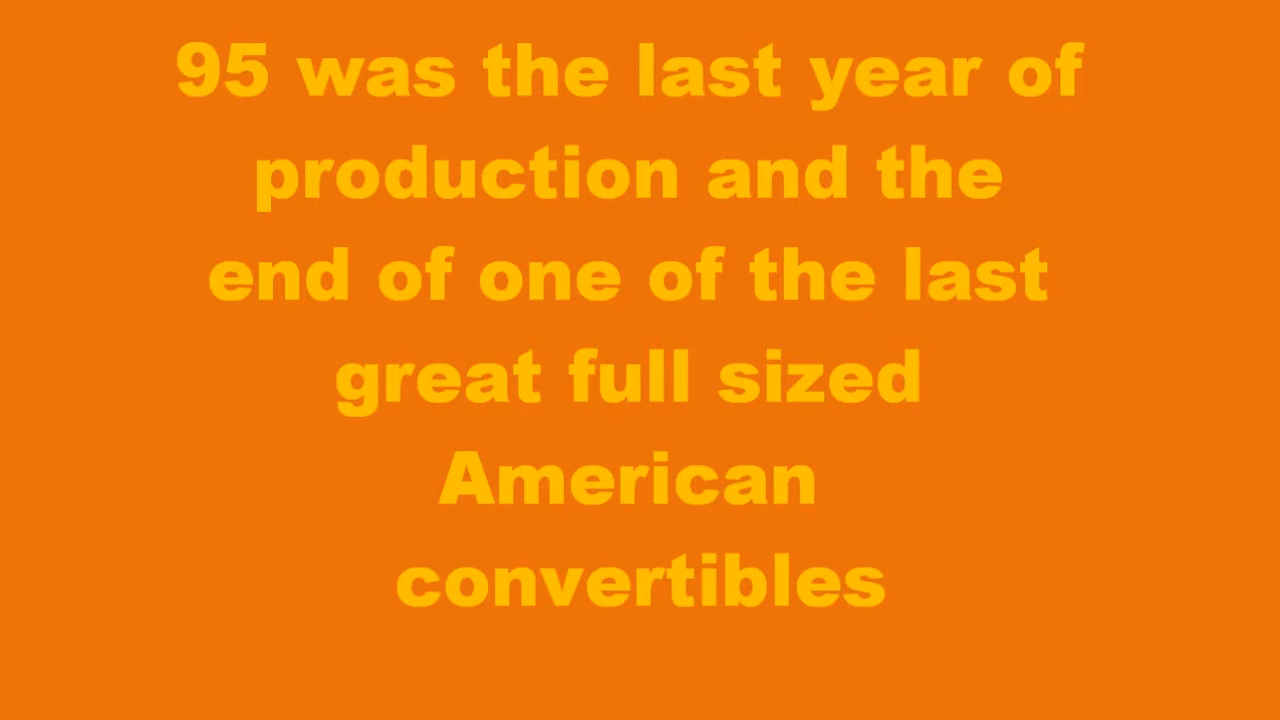 95 was the last year of
production and the
end of one of the last
great full sized
American
convertibles